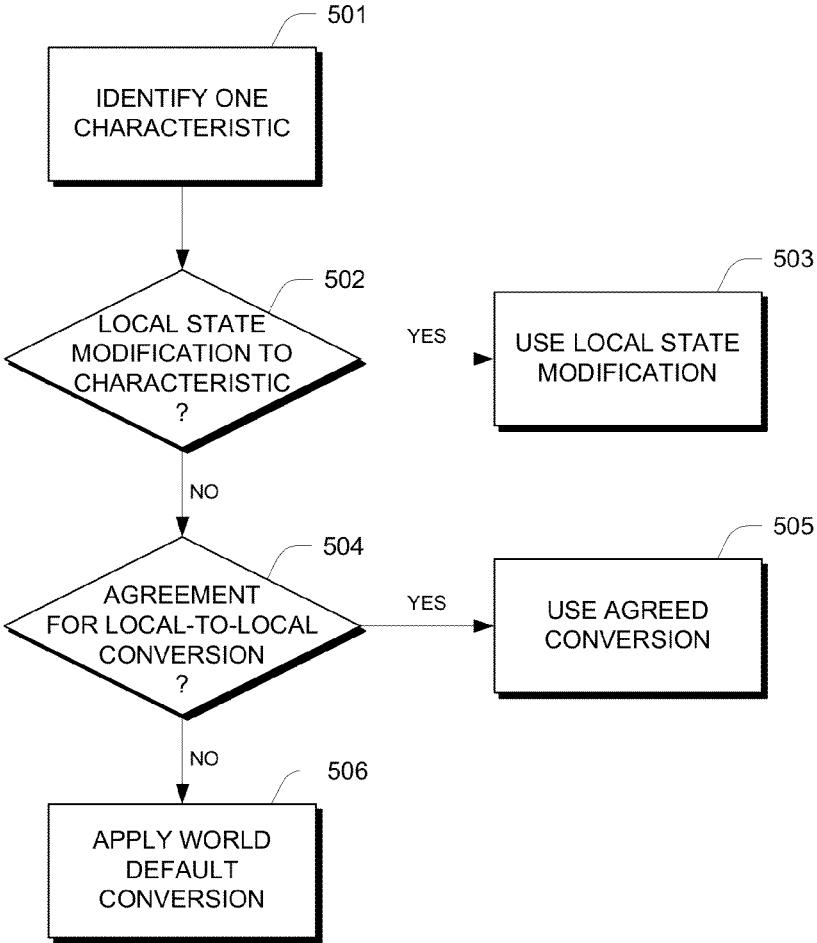 501
IDENTIFY ONE
CHARACTERISTIC
502
LOCAL STATE
MODIFICATION TO
CHARACTERISTIC
?
YES
503
USE LOCAL STATE
MODIFICATION
NO
504
AGREEMENT
FOR LOCAL-TO-LOCAL
CONVERSION
?
YES
505
USE AGREED
CONVERSION
NO
506
APPLY WORLD
DEFAULT
CONVERSION